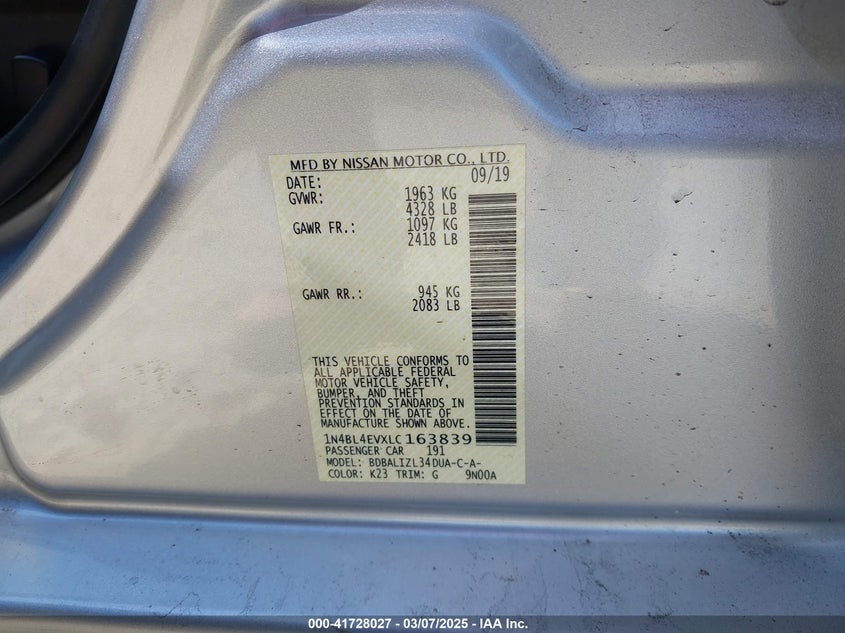 MFD BY NISSAN MOTOR CO., LTD.
DATE: 09/19
GVWR: 1963 KG
4328 LB
GAWR FR.: 1097 KG
2418 LB
GAWR RR.: 945 KG
2083 LB
THIS VEHICLE CONFORMS TO
ALL APPLICABLE FEDERAL
MOTOR VEHICLE SAFETY,
BUMPER, AND THEFT
PREVENTION STANDARDS IN
EFFECT ON THE DATE OF
MANUFACTURE SHOWN ABOVE.
1N4BL4EVXLC163839
PASSENGER CAR 191
MODEL: BDBALIZL34DUA-C-A-
COLOR: K23 TRIM: G 9N00A
000-41728027 - 03/07/2025 - IAA Inc.